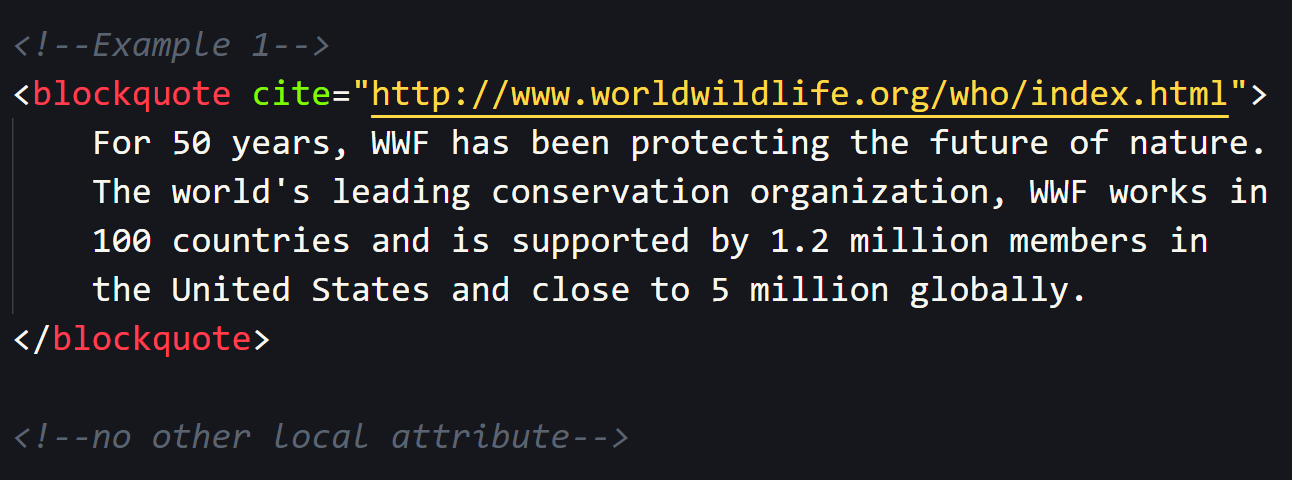 <!--Example 1-->
<blockquote cite="http://www.worldwildlife.org/who/index.html">
For 50 years, WWF has been protecting the future of nature.
The world's leading conservation organization, WWF works in
100 countries and is supported by 1.2 million members in
the United States and close to 5 million globally.
</blockquote>
<!--no other local attribute-->